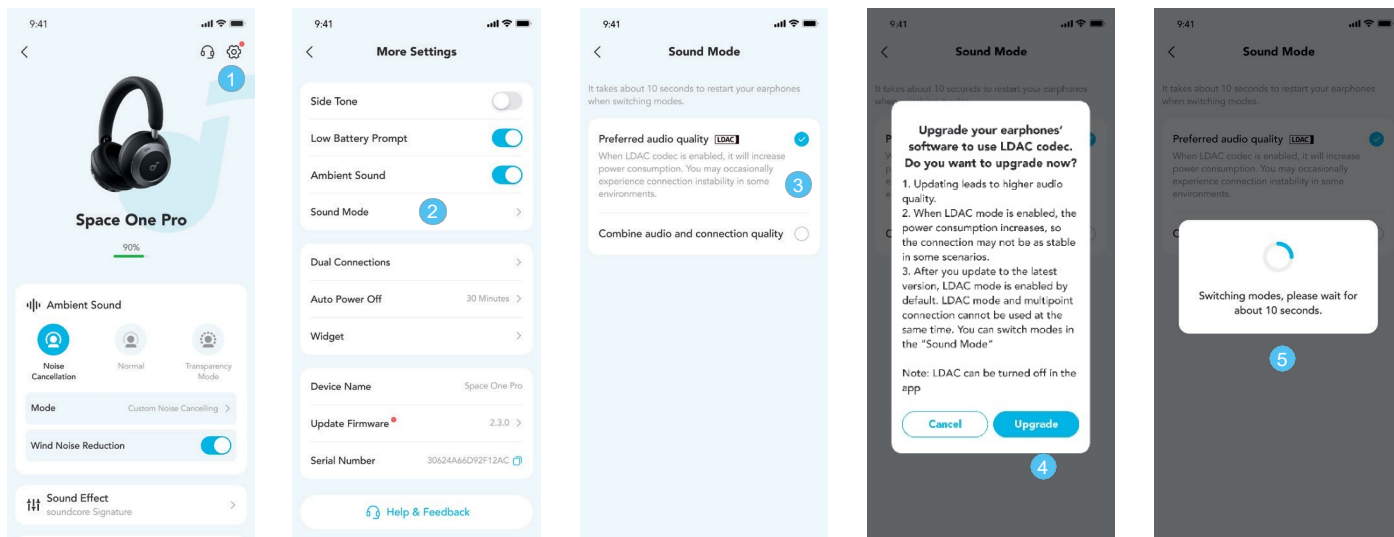 9:41
1
Space One Pro
90%
Ambient Sound
Noise
Cancellation
Normal
Transparency
Mode
Mode
Custom Noise Cancelling
Wind Noise Reduction
Sound Effect
soundcore Signature
9:41
More Settings
Side Tone
Low Battery Prompt
Ambient Sound
Sound Mode
2
Dual Connections
Auto Power Off
30 Minutes
Widget
Device Name
Space One Pro
Update Firmware
2.3.0
Serial Number
30624A66D92F12AC
Help & Feedback
9:41
Sound Mode
It takes about 10 seconds to restart your earphones
when switching modes.
Preferred audio quality LDAC
When LDAC codec is enabled, it will increase
power consumption. You may occasionally
experience connection instability in some
environments.
3
Combine audio and connection quality
9:41
Sound Mode
It takes about 10 seconds to restart your earphones
Upgrade your earphones'
software to use LDAC codec.
Do you want to upgrade now?
1. Updating leads to higher audio
quality.
2. When LDAC mode is enabled, the
power consumption increases, so
the connection may not be as stable
in some scenarios.
3. After you update to the latest
version, LDAC mode is enabled by
default. LDAC mode and multipoint
connection cannot be used at the
same time. You can switch modes in
the "Sound Mode"
Note: LDAC can be turned off in the
app
Cancel
Upgrade
4
9:41
Sound Mode
It takes about 10 seconds to restart your earphones
when switching modes.
Preferred audio quality LDAC
When LDAC codec is enabled, it will increase
power consumption. You may occasionally
experience connection instability in some
environments.
Switching modes, please wait for
about 10 seconds.
5